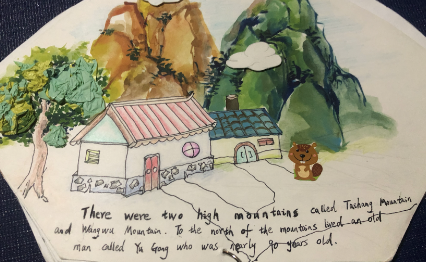 There were two high mountains called Taihang Mountain
and Wangwu Mountain. To the north of the mountains lived an old
man called Yu Gong who was nearly 90 years old.